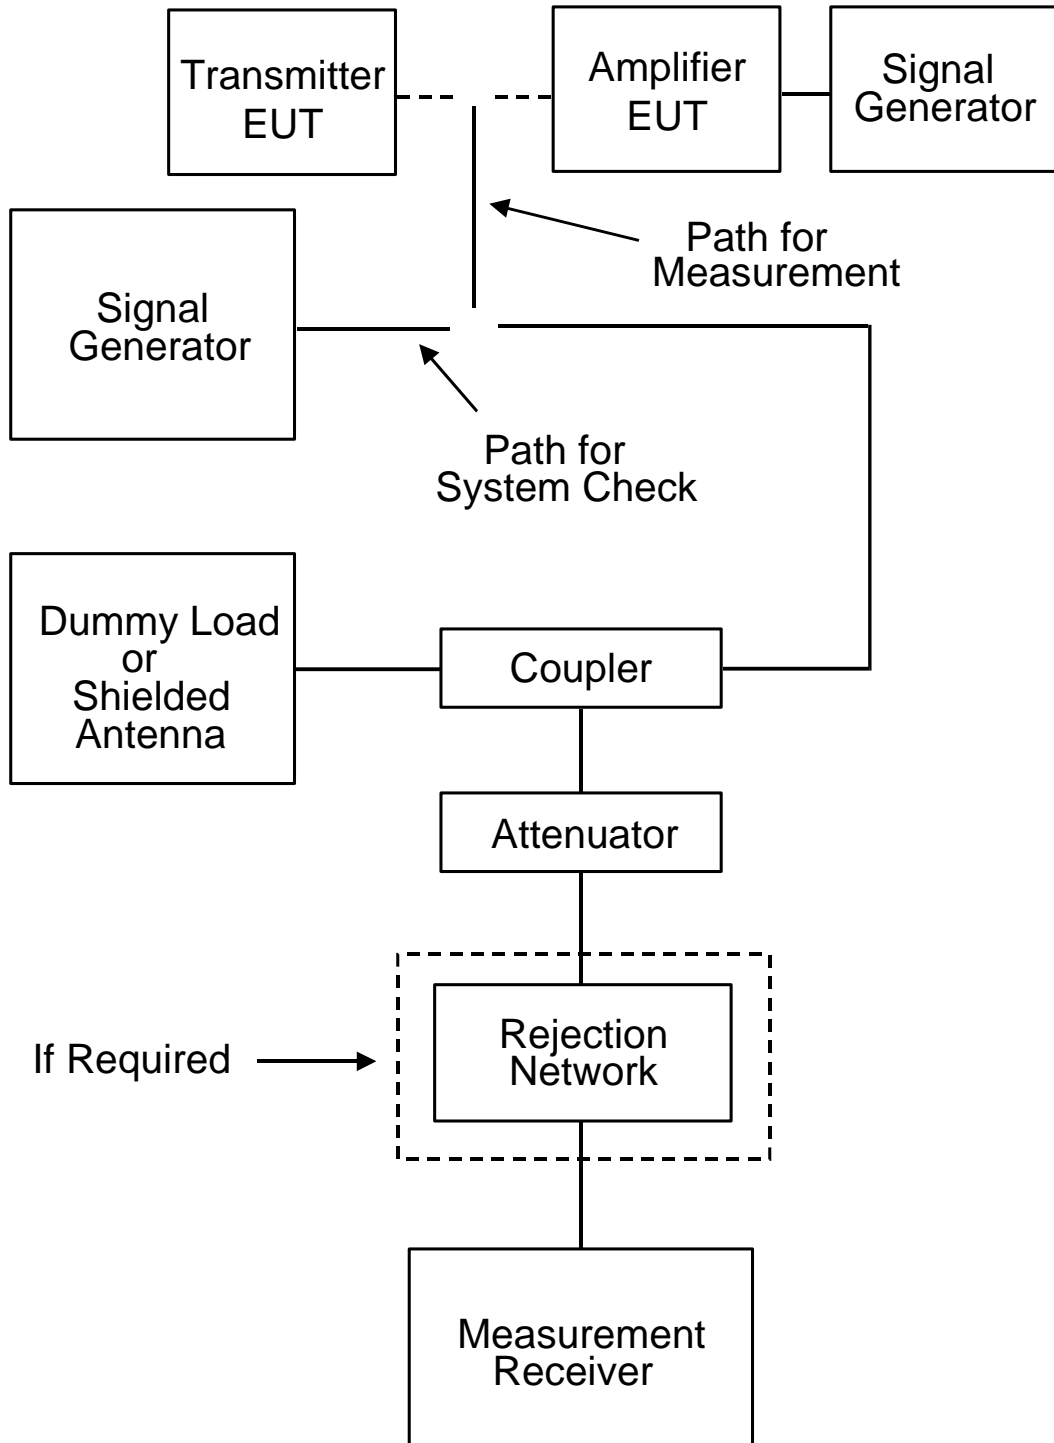 Transmitter
EUT
Amplifier
EUT
Signal
Generator
Path for
Measurement
Signal
Generator
Path for
System Check
Dummy Load
or
Shielded
Antenna
Coupler
Attenuator
Rejection
Network
If Required
Measurement
Receiver